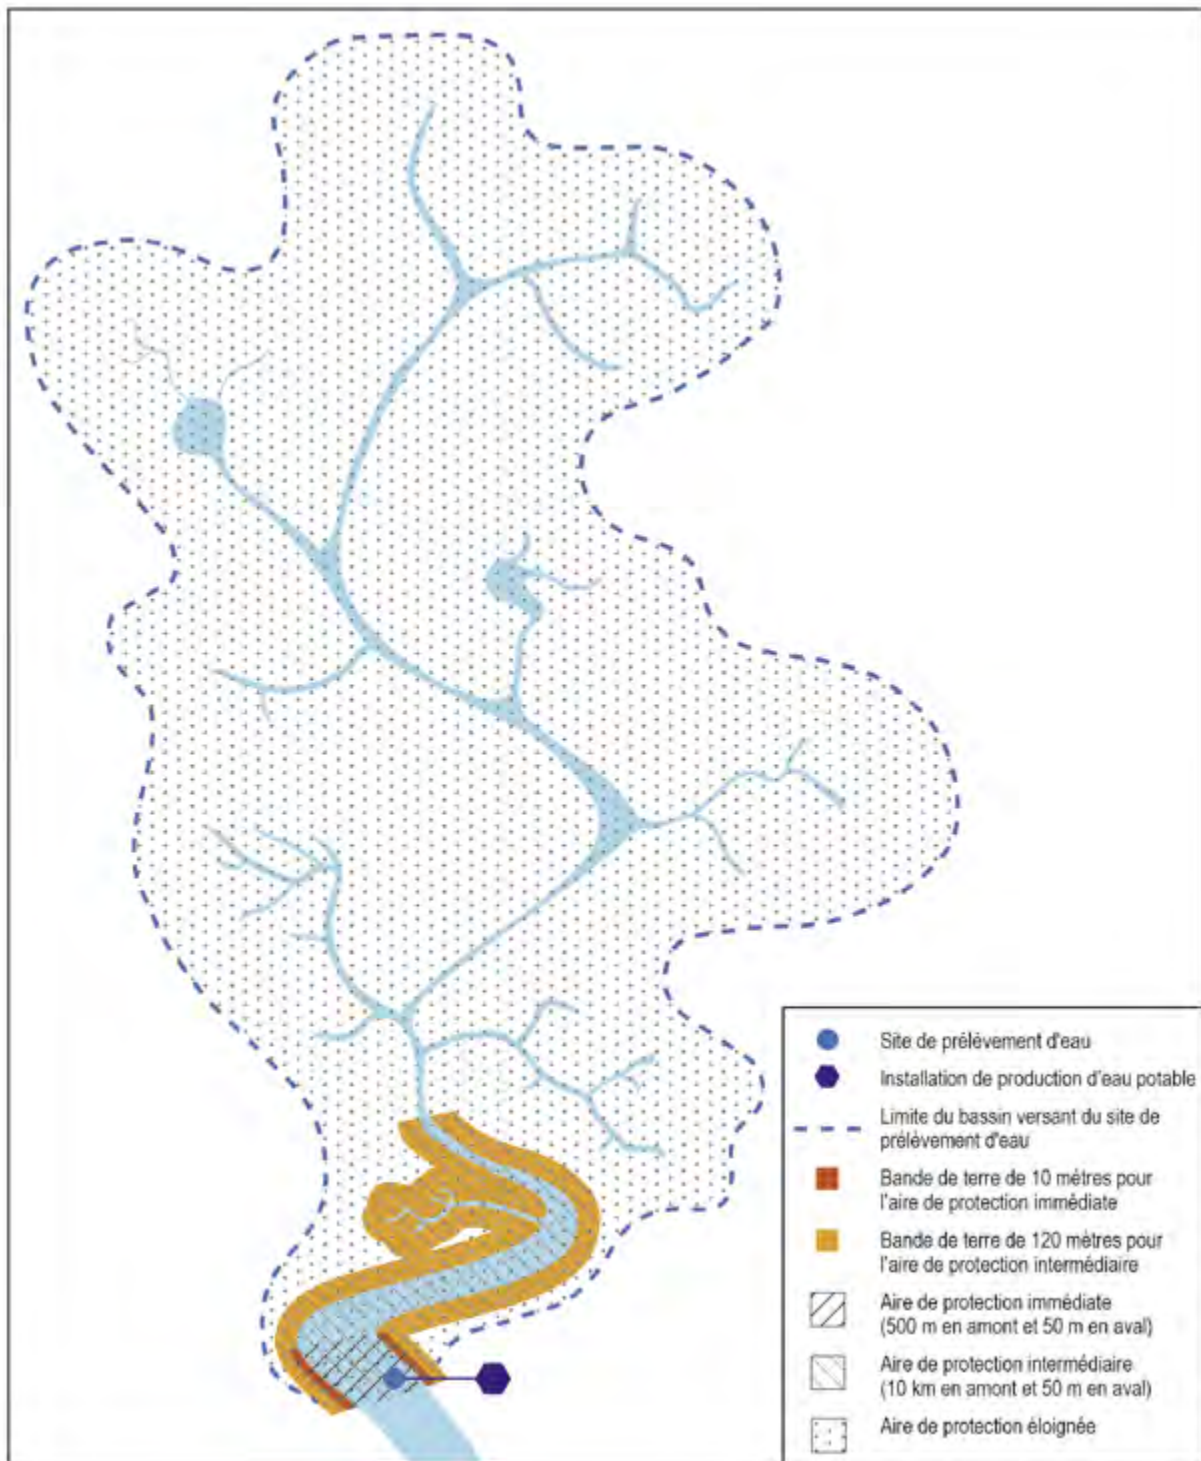 Site de prélèvement d'eau
Installation de production d'eau potable
Limite du bassin versant du site de
prélèvement d'eau
Bande de terre de 10 mètres pour
l'aire de protection immédiate
Bande de terre de 120 mètres pour
l'aire de protection intermédiaire
Aire de protection immédiate
(500 m en amont et 50 m en aval)
Aire de protection intermédiaire
(10 km en amont et 50 m en aval)
Aire de protection éloignée